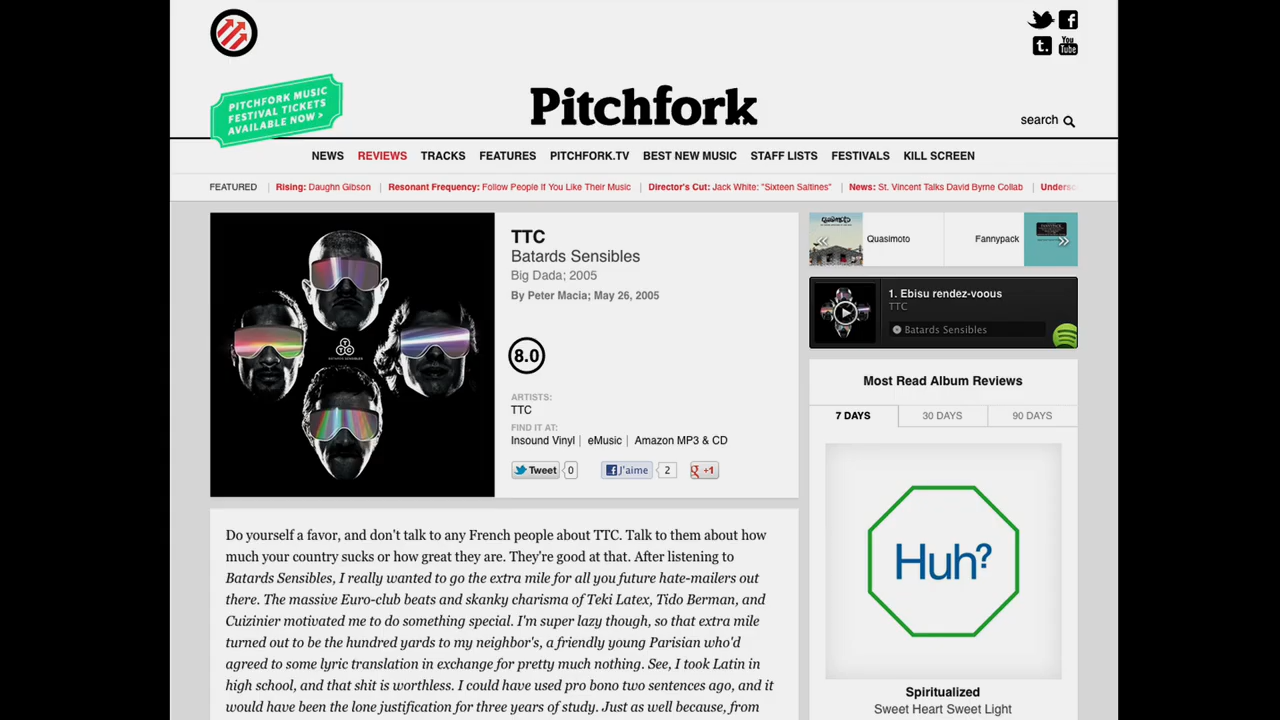 PITCHFORK MUSIC
FESTIVAL TICKETS
AVAILABLE NOW >
Pitchfork
t.
You
Tube
search
NEWS REVIEWS TRACKS FEATURES PITCHFORK.TV BEST NEW MUSIC STAFF LISTS FESTIVALS KILL SCREEN
FEATURED | Rising: Daughn Gibson | Resonant Frequency: Follow People If You Like Their Music | Director's Cut: Jack White: "Sixteen Saltines" | News: St. Vincent Talks David Byrne Collab | Undersc
TTC
BATARDS SENSIBLES
TTC
Batards Sensibles
Big Dada; 2005
By Peter Macia; May 26, 2005
8.0
ARTISTS:
TTC
FIND IT AT:
Insound Vinyl | eMusic | Amazon MP3 & CD
Tweet 0 J'aime 2 +1
Do yourself a favor, and don't talk to any French people about TTC. Talk to them about how
much your country sucks or how great they are. They're good at that. After listening to
Batards Sensibles, I really wanted to go the extra mile for all you future hate-mailers out
there. The massive Euro-club beats and skanky charisma of Teki Latex, Tido Berman, and
Cuizinier motivated me to do something special. I'm super lazy though, so that extra mile
turned out to be the hundred yards to my neighbor's, a friendly young Parisian who'd
agreed to some lyric translation in exchange for pretty much nothing. See, I took Latin in
high school, and that shit is worthless. I could have used pro bono two sentences ago, and it
would have been the lone justification for three years of study. Just as well because, from
QUASIMOTO
« Quasimoto Fannypack »
1. Ebisu rendez-voous
TTC
Batards Sensibles
Most Read Album Reviews
7 DAYS 30 DAYS 90 DAYS
Huh?
Spiritualized
Sweet Heart Sweet Light